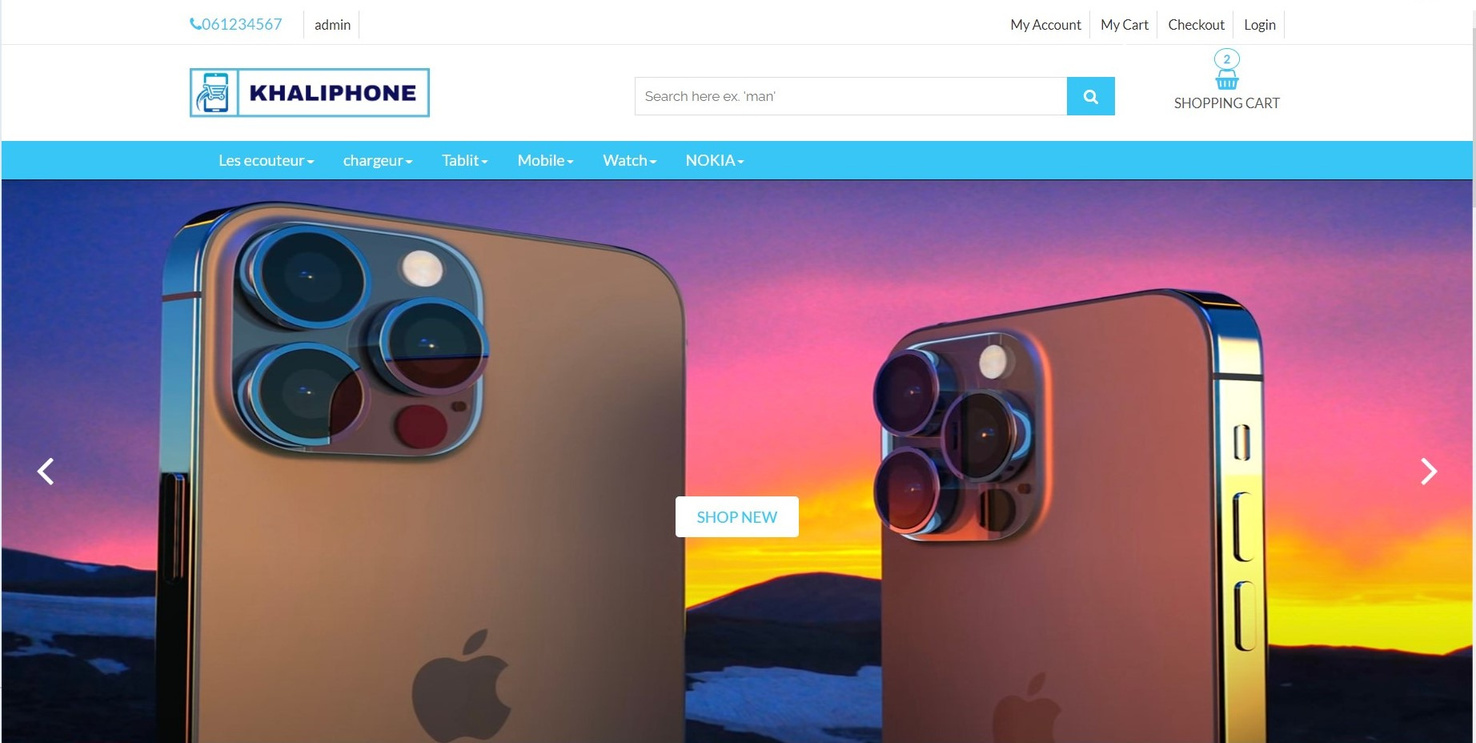 061234567 admin My Account My Cart Checkout Login
2
KHALIPHONE
Search here ex. 'man'
SHOPPING CART
Les ecouteur chargeur Tablit Mobile Watch NOKIA
SHOP NEW